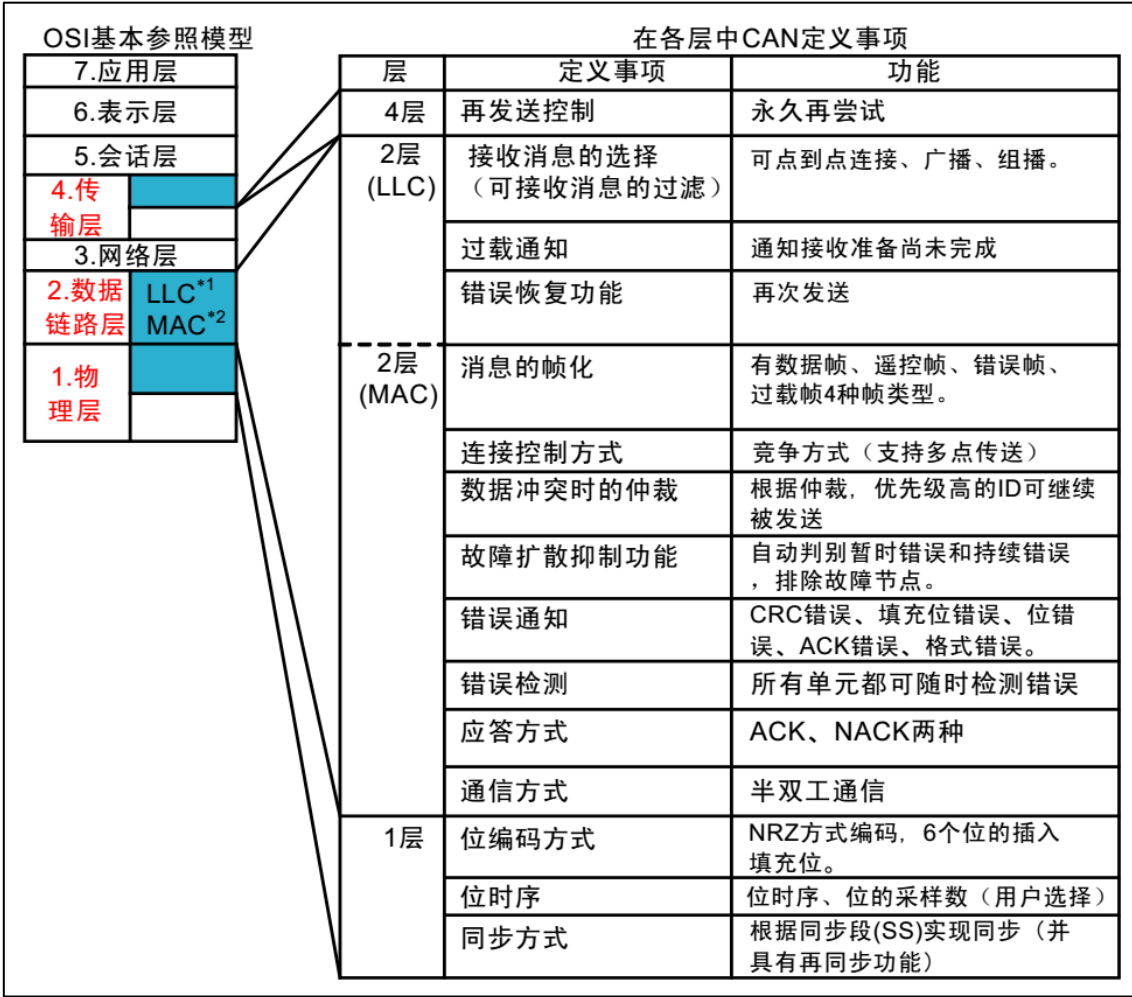 OSI基本参照模型
7.应用层
6.表示层
5.会话层
4.传
输层
3.网络层
2.数据
链路层
LLC*1
MAC*2
1.物
理层
在各层中CAN定义事项
层 定义事项 功能
4层 再发送控制 永久再尝试
2层
(LLC)
接收消息的选择
（可接收消息的过滤）
可点到点连接、广播、组播。
过载通知 通知接收准备尚未完成
错误恢复功能 再次发送
2层
(MAC)
消息的帧化
有数据帧、遥控帧、错误帧、
过载帧4种帧类型。
连接控制方式 竞争方式（支持多点传送）
数据冲突时的仲裁
根据仲裁，优先级高的ID可继续
被发送
故障扩散抑制功能
自动判别暂时错误和持续错误
，排除故障节点。
错误通知
CRC错误、填充位错误、位错
误、ACK错误、格式错误。
错误检测 所有单元都可随时检测错误
应答方式 ACK、NACK两种
通信方式 半双工通信
1层
位编码方式
NRZ方式编码，6个位的插入
填充位。
位时序 位时序、位的采样数（用户选择）
同步方式
根据同步段(SS)实现同步（并
具有再同步功能）